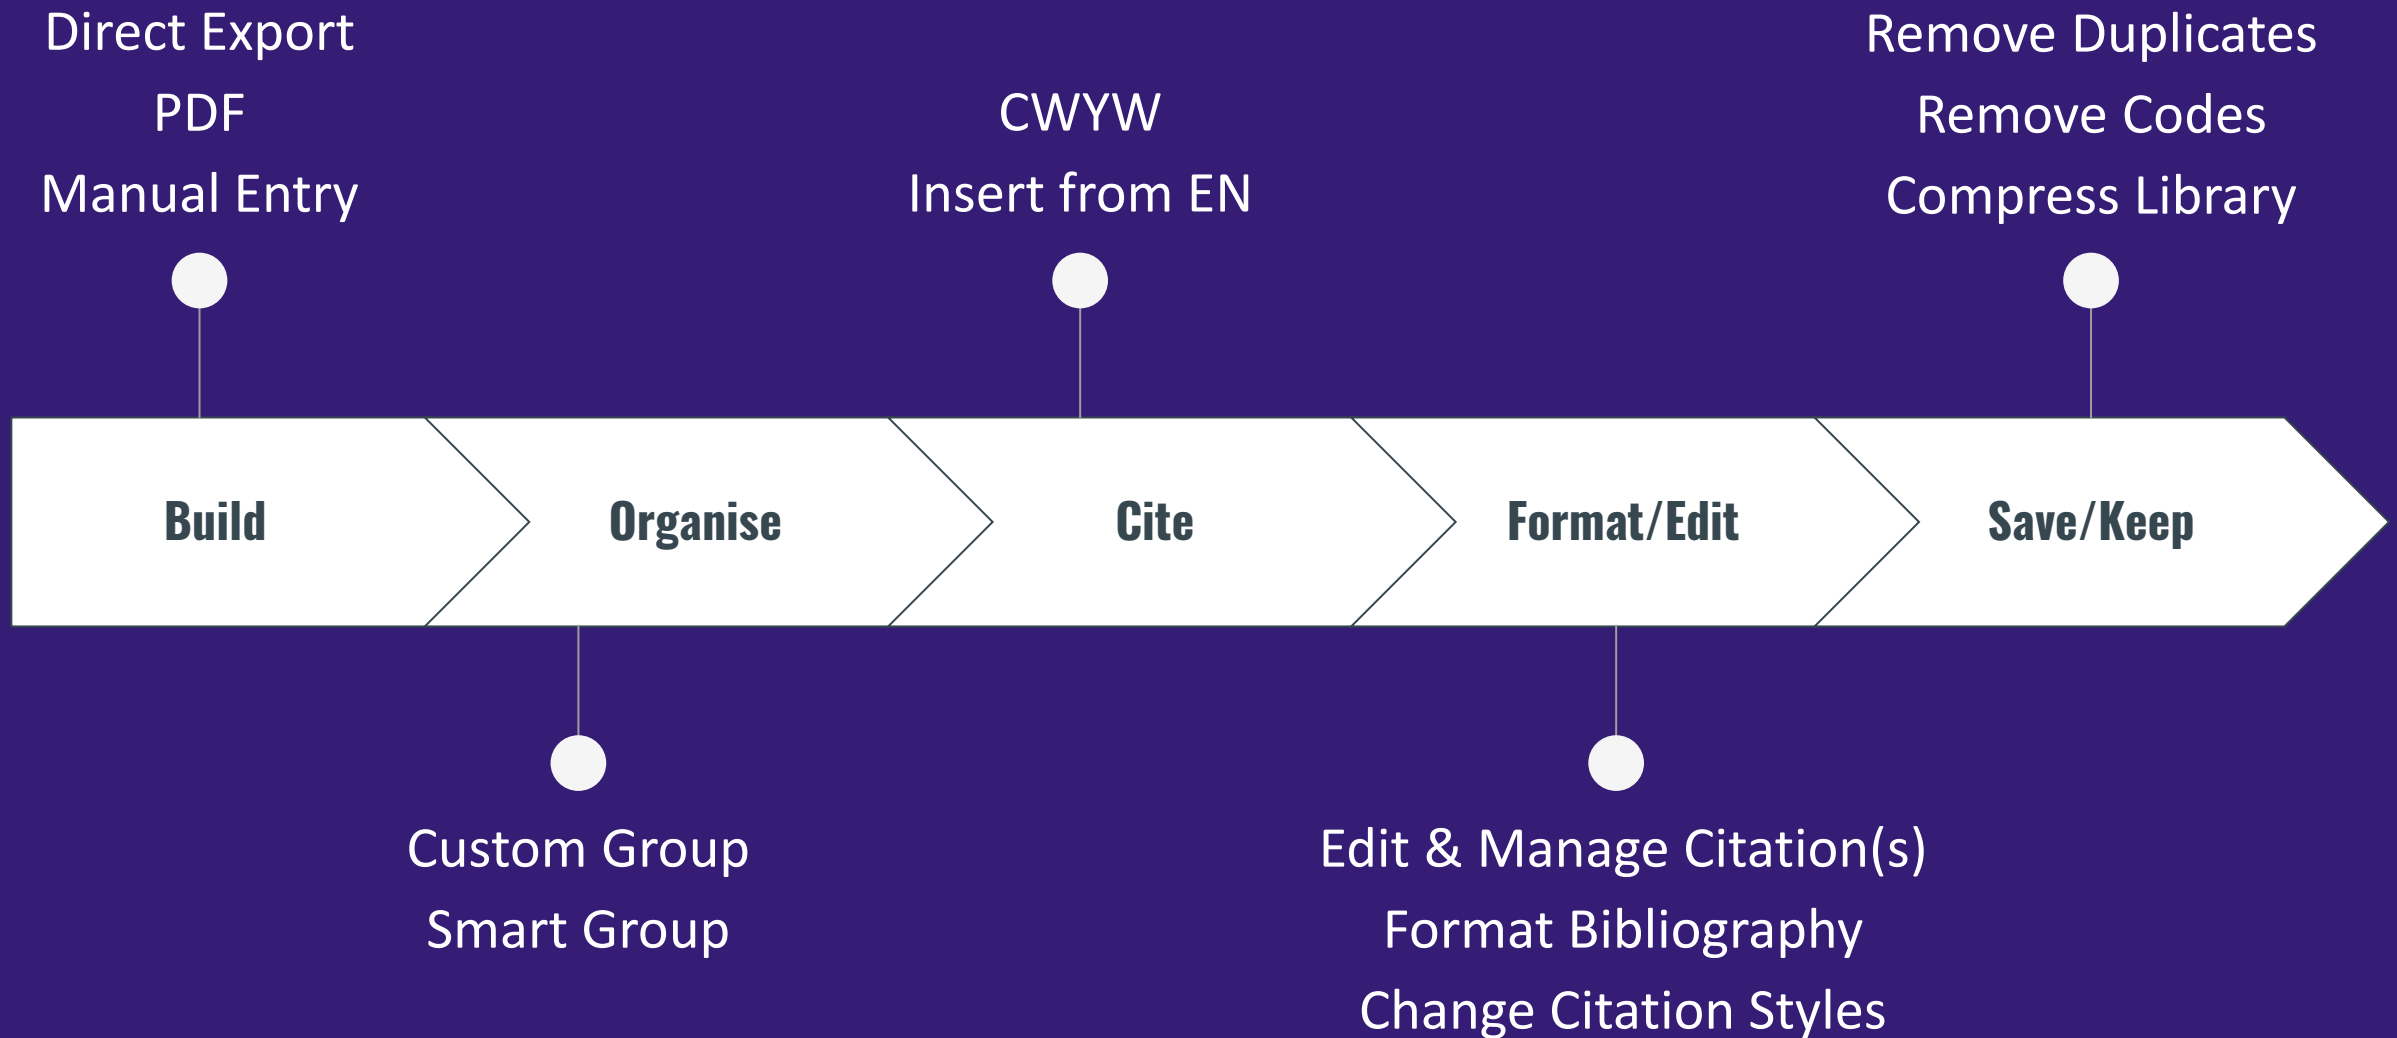 Direct Export
PDF
Manual Entry
CWYW
Insert from EN
Remove Duplicates
Remove Codes
Compress Library
Build
Organise
Cite
Format/Edit
Save/Keep
Custom Group
Smart Group
Edit & Manage Citation(s)
Format Bibliography
Change Citation Styles